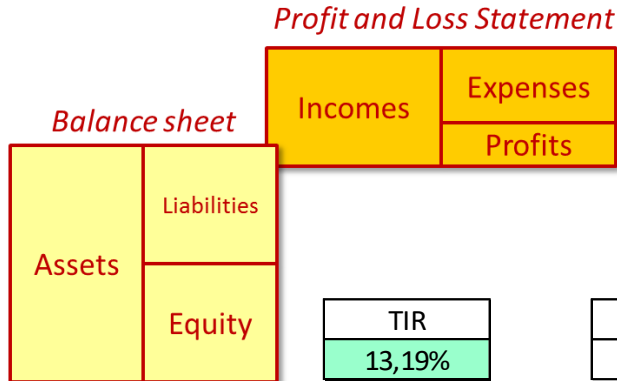 Profit and Loss Statement
Incomes
Expenses
Profits
Balance sheet
Assets
Liabilities
Equity
TIR
13,19%